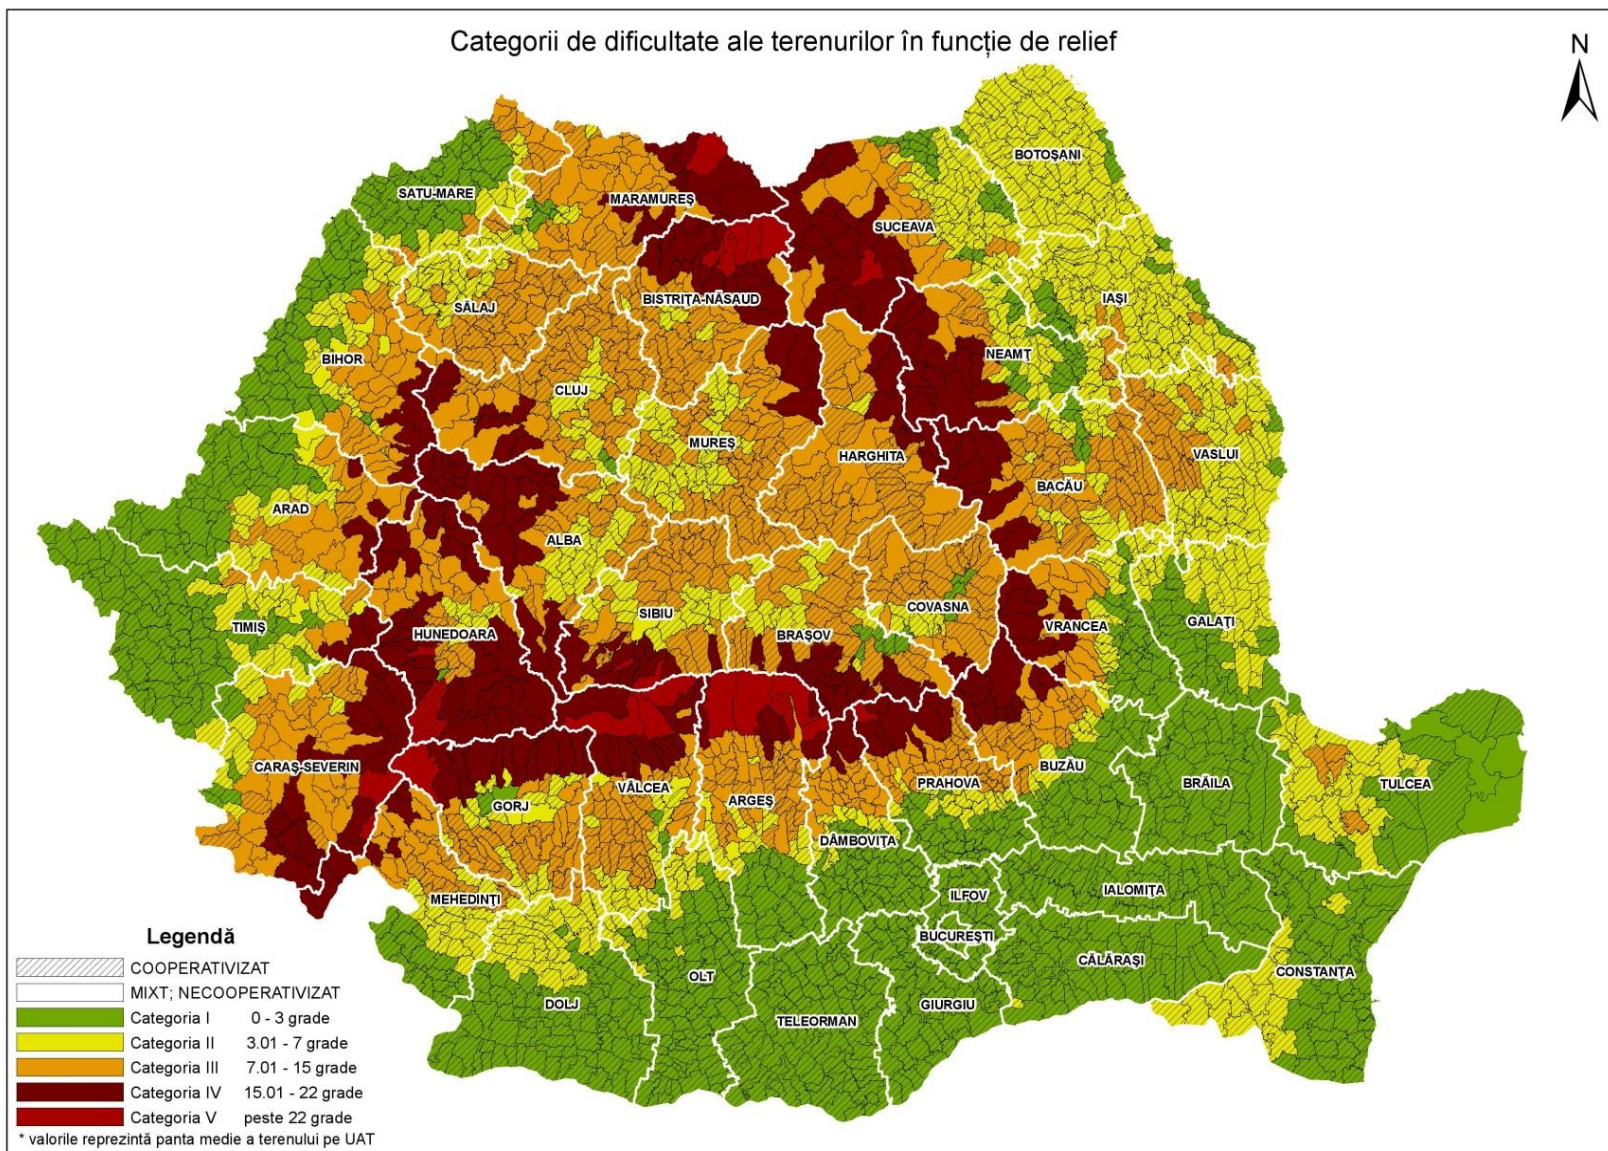 Categorii de dificultate ale terenurilor în funcție de relief
N
BOTOȘANI
SATU-MARE
MARAMUREȘ
SUCEAVA
SĂLAJ
BISTRIȚA-NĂSAUD
IAȘI
BIHOR
NEAMȚ
CLUJ
MUREȘ
HARGHITA
VASLUI
BACĂU
ARAD
ALBA
COVASNA
SIBIU
TIMIȘ
HUNEDOARA
BRAȘOV
VRANCEA
GALAȚI
CARAȘ-SEVERIN
BUZĂU
PRAHOVA
BRĂILA
TULCEA
VÂLCEA
GORJ
ARGEȘ
DÂMBOVIȚA
IALOMIȚA
ILFOV
MEHEDINȚI
BUCUREȘTI
CĂLĂRAȘI
CONSTANȚA
OLT
DOLJ
GIURGIU
TELEORMAN
Legendă
COOPERATIVIZAT
MIXT; NECOOPERATIVIZAT
Categoria I 0 - 3 grade
Categoria II 3.01 - 7 grade
Categoria III 7.01 - 15 grade
Categoria IV 15.01 - 22 grade
Categoria V peste 22 grade
* valorile reprezintă panta medie a terenului pe UAT